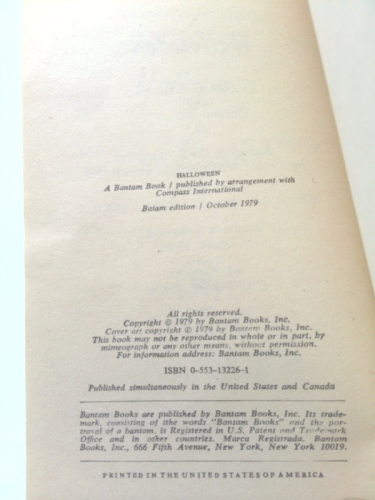 HALLOWEEN
A Bantam Book / published by arrangement with
Compass International
Batam edition / October 1979
All rights reserved.
Copyright © 1979 by Bantam Books, Inc.
Cover art copyright © 1979 by Bantam Books, Inc.
This book may not be reproduced in whole or in part, by
mimeograph or any other means, without permission.
For information address: Bantam Books, Inc.
ISBN 0-553-13226-1
Published simultaneously in the United States and Canada
Bantam Books are published by Bantam Books, Inc. Its trade-
mark, consisting of the words "Bantam Books" and the por-
trayal of a bantam, is Registered in U.S. Patent and Trademark
Office and in other countries. Marca Registrada. Bantam
Books, Inc., 666 Fifth Avenue, New York, New York 10019.
PRINTED IN THE UNITED STATES OF AMERICA